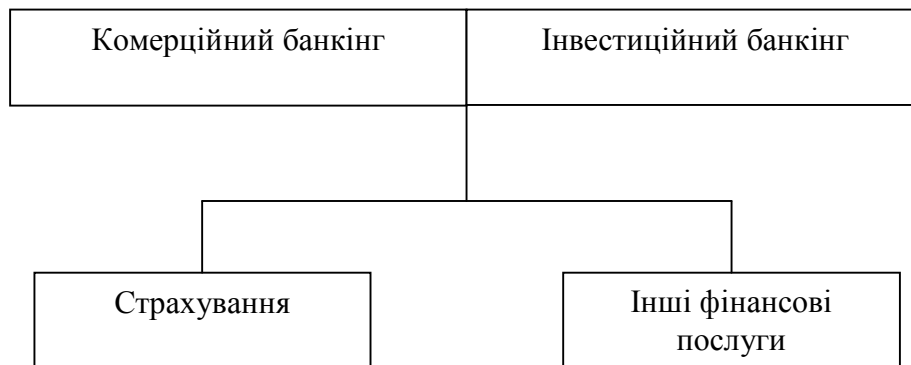 Комерційний банкінг
Інвестиційний банкінг
Страхування
Інші фінансові
послуги